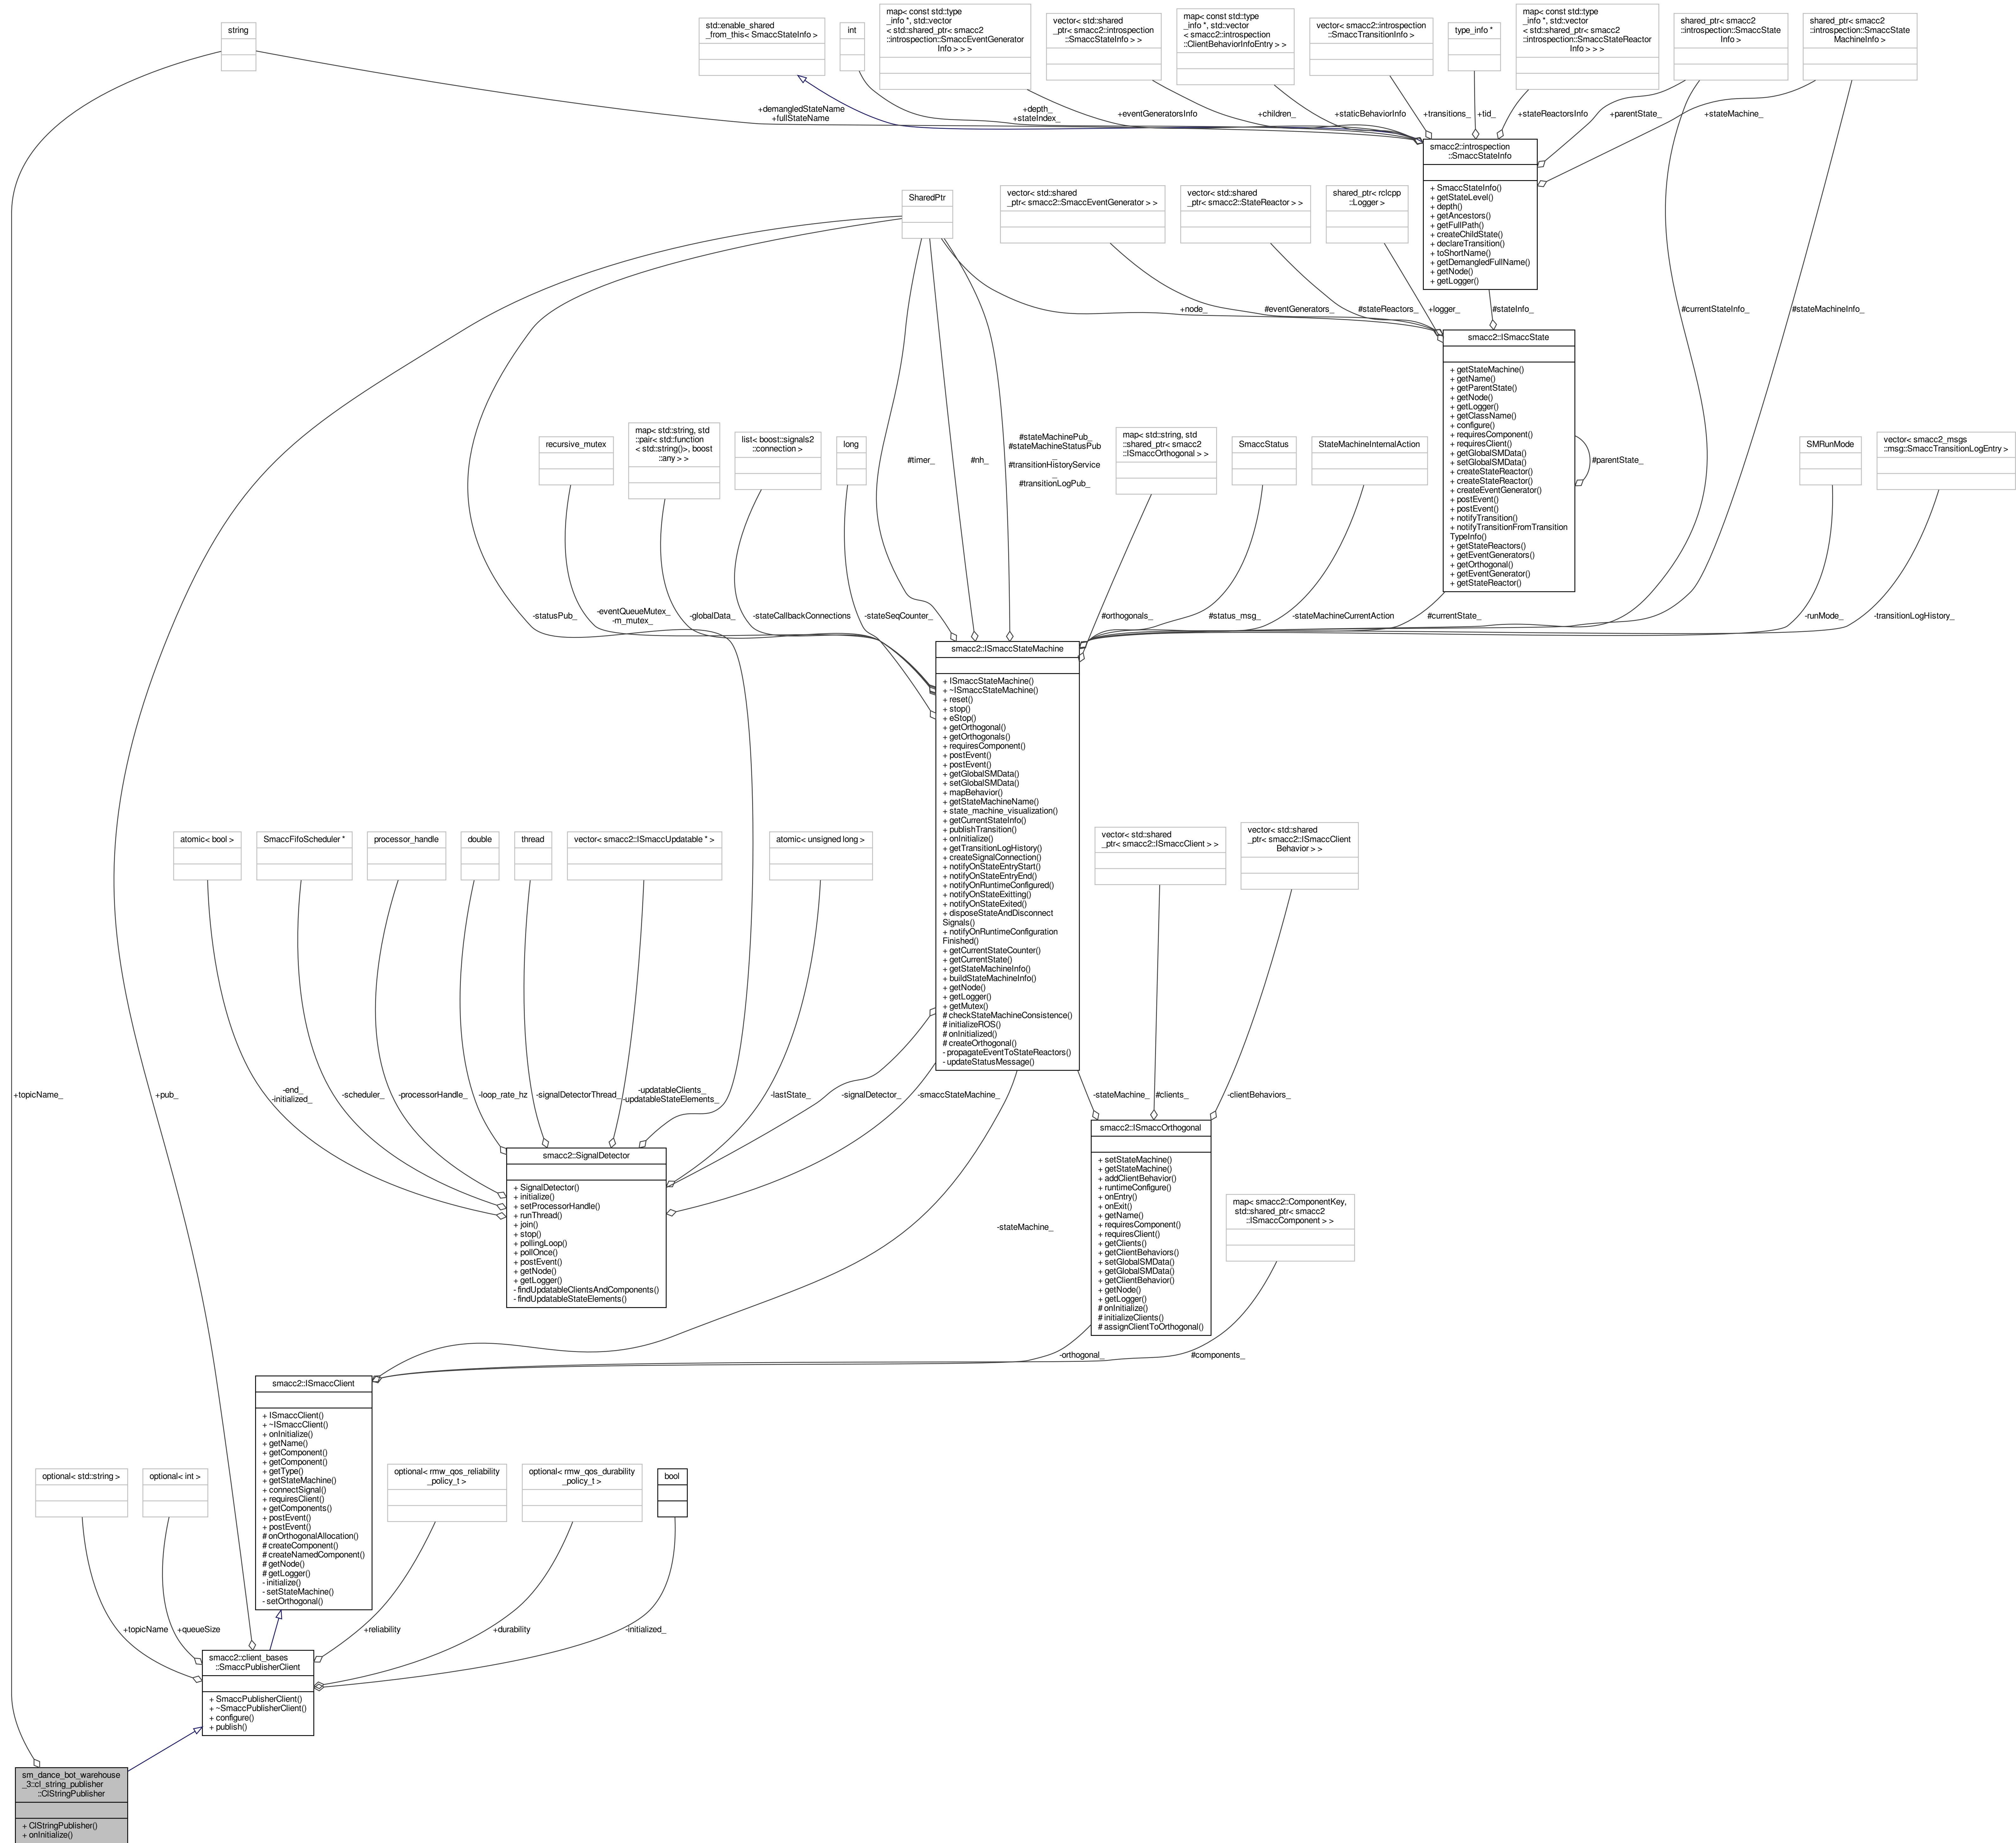 string
std::enable_shared
_from_this< SmaccStateInfo >
int
map< const std::type
_info *, std::vector
< std::shared_ptr< smacc2
::introspection::SmaccEventGenerator
Info > > >
vector< std::shared
_ptr< smacc2::introspection
::SmaccStateInfo > >
map< const std::type
_info *, std::vector
< smacc2::introspection
::ClientBehaviorInfoEntry > >
vector< smacc2::introspection
::SmaccTransitionInfo >
type_info *
map< const std::type
_info *, std::vector
< std::shared_ptr< smacc2
::introspection::SmaccStateReactor
Info > > >
shared_ptr< smacc2
::introspection::SmaccState
Info >
shared_ptr< smacc2
::introspection::SmaccState
MachineInfo >
+demangledStateName
+fullStateName
+depth_
+stateIndex_
+eventGeneratorsInfo
+children_
+staticBehaviorInfo
+transitions_
+tid_
+stateReactorsInfo
+parentState_
+stateMachine_
smacc2::introspection
::SmaccStateInfo
+ SmaccStateInfo()
+ getStateLevel()
+ depth()
+ getAncestors()
+ getFullPath()
+ createChildState()
+ declareTransition()
+ toShortName()
+ getDemangledFullName()
+ getNode()
+ getLogger()
SharedPtr
vector< std::shared
_ptr< smacc2::SmaccEventGenerator > >
vector< std::shared
_ptr< smacc2::StateReactor > >
shared_ptr< rclcpp
::Logger >
+node_
#eventGenerators_
#stateReactors_
+logger_
#stateInfo_
#currentStateInfo_
#stateMachineInfo_
smacc2::ISmaccState
+ getStateMachine()
+ getName()
+ getParentState()
+ getNode()
+ getLogger()
+ getClassName()
+ configure()
+ requiresComponent()
+ requiresClient()
+ getGlobalSMData()
+ setGlobalSMData()
+ createStateReactor()
+ createStateReactor()
+ createEventGenerator()
+ postEvent()
+ postEvent()
+ notifyTransition()
+ notifyTransitionFromTransition
TypeInfo()
+ getStateReactors()
+ getEventGenerators()
+ getOrthogonal()
+ getEventGenerator()
+ getStateReactor()
#parentState_
recursive_mutex
map< std::string, std
::pair< std::function
< std::string()>, boost
::any > >
list< boost::signals2
::connection >
long
#timer_
#nh_
#stateMachinePub_
#stateMachineStatusPub
_
#transitionHistoryService
_
#transitionLogPub_
map< std::string, std
::shared_ptr< smacc2
::ISmaccOrthogonal > >
SmaccStatus
StateMachineInternalAction
SMRunMode
vector< smacc2_msgs
::msg::SmaccTransitionLogEntry >
-statusPub_
-eventQueueMutex_
-m_mutex_
-globalData_
-stateCallbackConnections
-stateSeqCounter_
#orthogonals_
#status_msg_
-stateMachineCurrentAction
#currentState_
-runMode_
-transitionLogHistory_
smacc2::ISmaccStateMachine
+ ISmaccStateMachine()
+ ~ISmaccStateMachine()
+ reset()
+ stop()
+ eStop()
+ getOrthogonal()
+ getOrthogonals()
+ requiresComponent()
+ postEvent()
+ postEvent()
+ getGlobalSMData()
+ setGlobalSMData()
+ mapBehavior()
+ getStateMachineName()
+ state_machine_visualization()
+ getCurrentStateInfo()
+ publishTransition()
+ onInitialize()
+ getTransitionLogHistory()
+ createSignalConnection()
+ notifyOnStateEntryStart()
+ notifyOnStateEntryEnd()
+ notifyOnRuntimeConfigured()
+ notifyOnStateExitting()
+ notifyOnStateExited()
+ disposeStateAndDisconnect
Signals()
+ notifyOnRuntimeConfiguration
Finished()
+ getCurrentStateCounter()
+ getCurrentState()
+ getStateMachineInfo()
+ buildStateMachineInfo()
+ getNode()
+ getLogger()
+ getMutex()
# checkStateMachineConsistence()
# initializeROS()
# onInitialized()
# createOrthogonal()
- propagateEventToStateReactors()
- updateStatusMessage()
atomic< bool >
SmaccFifoScheduler *
processor_handle
double
thread
vector< smacc2::ISmaccUpdatable * >
atomic< unsigned long >
vector< std::shared
_ptr< smacc2::ISmaccClient > >
vector< std::shared
_ptr< smacc2::ISmaccClient
Behavior > >
+topicName_
+pub_
-end_
-initialized_
-scheduler_
-processorHandle_
-loop_rate_hz
-signalDetectorThread_
-updatableClients_
-updatableStateElements_
-lastState_
-signalDetector_
-smaccStateMachine_
-stateMachine_
#clients_
-clientBehaviors_
smacc2::SignalDetector
+ SignalDetector()
+ initialize()
+ setProcessorHandle()
+ runThread()
+ join()
+ stop()
+ pollingLoop()
+ pollOnce()
+ postEvent()
+ getNode()
+ getLogger()
- findUpdatableClientsAndComponents()
- findUpdatableStateElements()
smacc2::ISmaccOrthogonal
+ setStateMachine()
+ getStateMachine()
+ addClientBehavior()
+ runtimeConfigure()
+ onEntry()
+ onExit()
+ getName()
+ requiresComponent()
+ requiresClient()
+ getClients()
+ getClientBehaviors()
+ setGlobalSMData()
+ getGlobalSMData()
+ getClientBehavior()
+ getNode()
+ getLogger()
# onInitialize()
# initializeClients()
# assignClientToOrthogonal()
map< smacc2::ComponentKey,
std::shared_ptr< smacc2
::ISmaccComponent > >
-stateMachine_
-orthogonal_
#components_
smacc2::ISmaccClient
+ ISmaccClient()
+ ~ISmaccClient()
+ onInitialize()
+ getName()
+ getComponent()
+ getComponent()
+ getType()
+ getStateMachine()
+ connectSignal()
+ requiresClient()
+ getComponents()
+ postEvent()
+ postEvent()
# onOrthogonalAllocation()
# createComponent()
# createNamedComponent()
# getNode()
# getLogger()
- initialize()
- setStateMachine()
- setOrthogonal()
optional< std::string >
optional< int >
optional< rmw_qos_reliability
_policy_t >
optional< rmw_qos_durability
_policy_t >
bool
+topicName
+queueSize
+reliability
+durability
-initialized_
smacc2::client_bases
::SmaccPublisherClient
+ SmaccPublisherClient()
+ ~SmaccPublisherClient()
+ configure()
+ publish()
sm_dance_bot_warehouse
_3::cl_string_publisher
::ClStringPublisher
+ ClStringPublisher()
+ onInitialize()